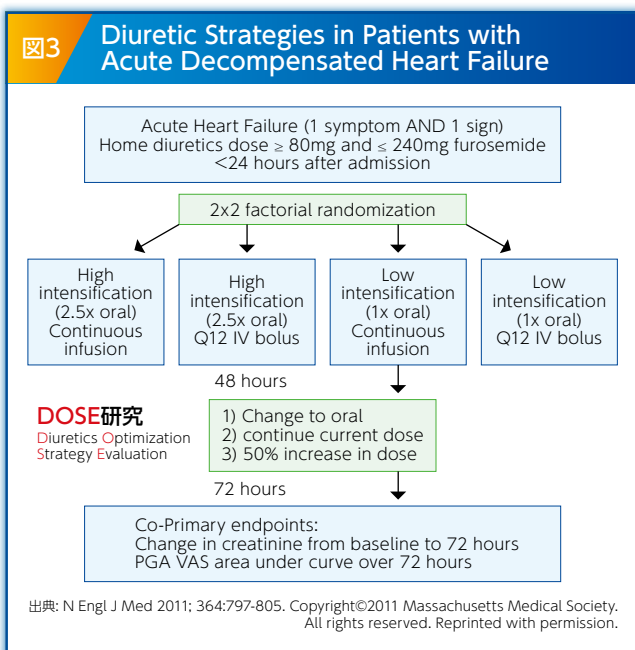 図3
Diuretic Strategies in Patients with
Acute Decompensated Heart Failure
Acute Heart Failure (1 symptom AND 1 sign)
Home diuretics dose ≥ 80mg and ≤ 240mg furosemide
<24 hours after admission
2x2 factorial randomization
High
intensification
(2.5x oral)
Continuous
infusion
High
intensification
(2.5x oral)
Q12 IV bolus
Low
intensification
(1x oral)
Continuous
infusion
Low
intensification
(1x oral)
Q12 IV bolus
48 hours
DOSE研究
Diuretics Optimization
Strategy Evaluation
1) Change to oral
2) continue current dose
3) 50% increase in dose
72 hours
Co-Primary endpoints:
Change in creatinine from baseline to 72 hours
PGA VAS area under curve over 72 hours
出典: N Engl J Med 2011; 364:797-805. Copyright©2011 Massachusetts Medical Society.
All rights reserved. Reprinted with permission.